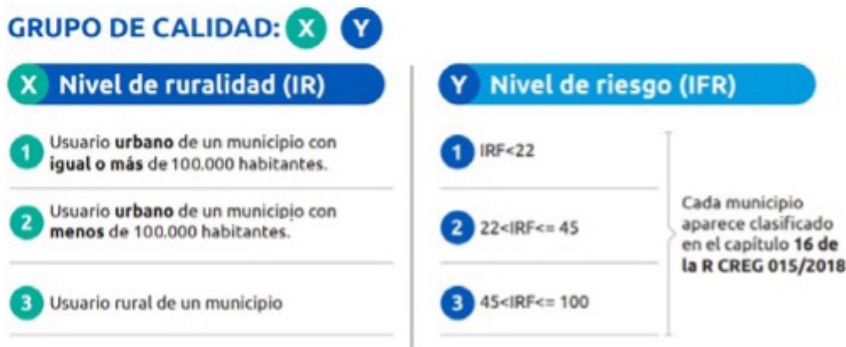 GRUPO DE CALIDAD: X Y
X Nivel de ruralidad (IR)
1 Usuario urbano de un municipio con
igual o más de 100.000 habitantes.
2 Usuario urbano de un municipio con
menos de 100.000 habitantes.
3 Usuario rural de un municipio
Y Nivel de riesgo (IFR)
1 IRF<22
2 22<IRF<= 45
3 45<IRF<= 100
Cada municipio
aparece clasificado
en el capítulo 16 de
la R CREG 015/2018